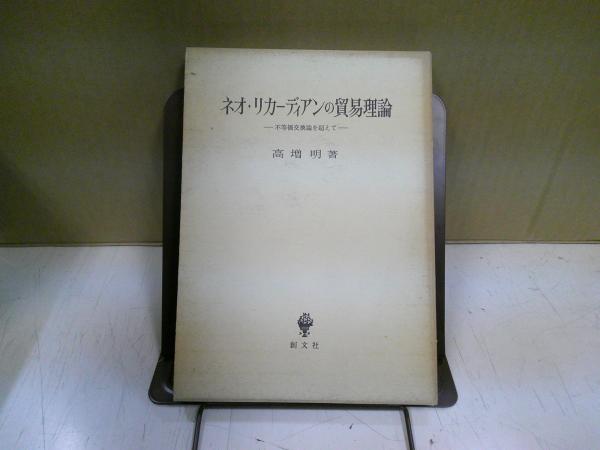 ネオ・リカーディアンの貿易理論
―不等価交換論を超えて―
高増明著
創文社